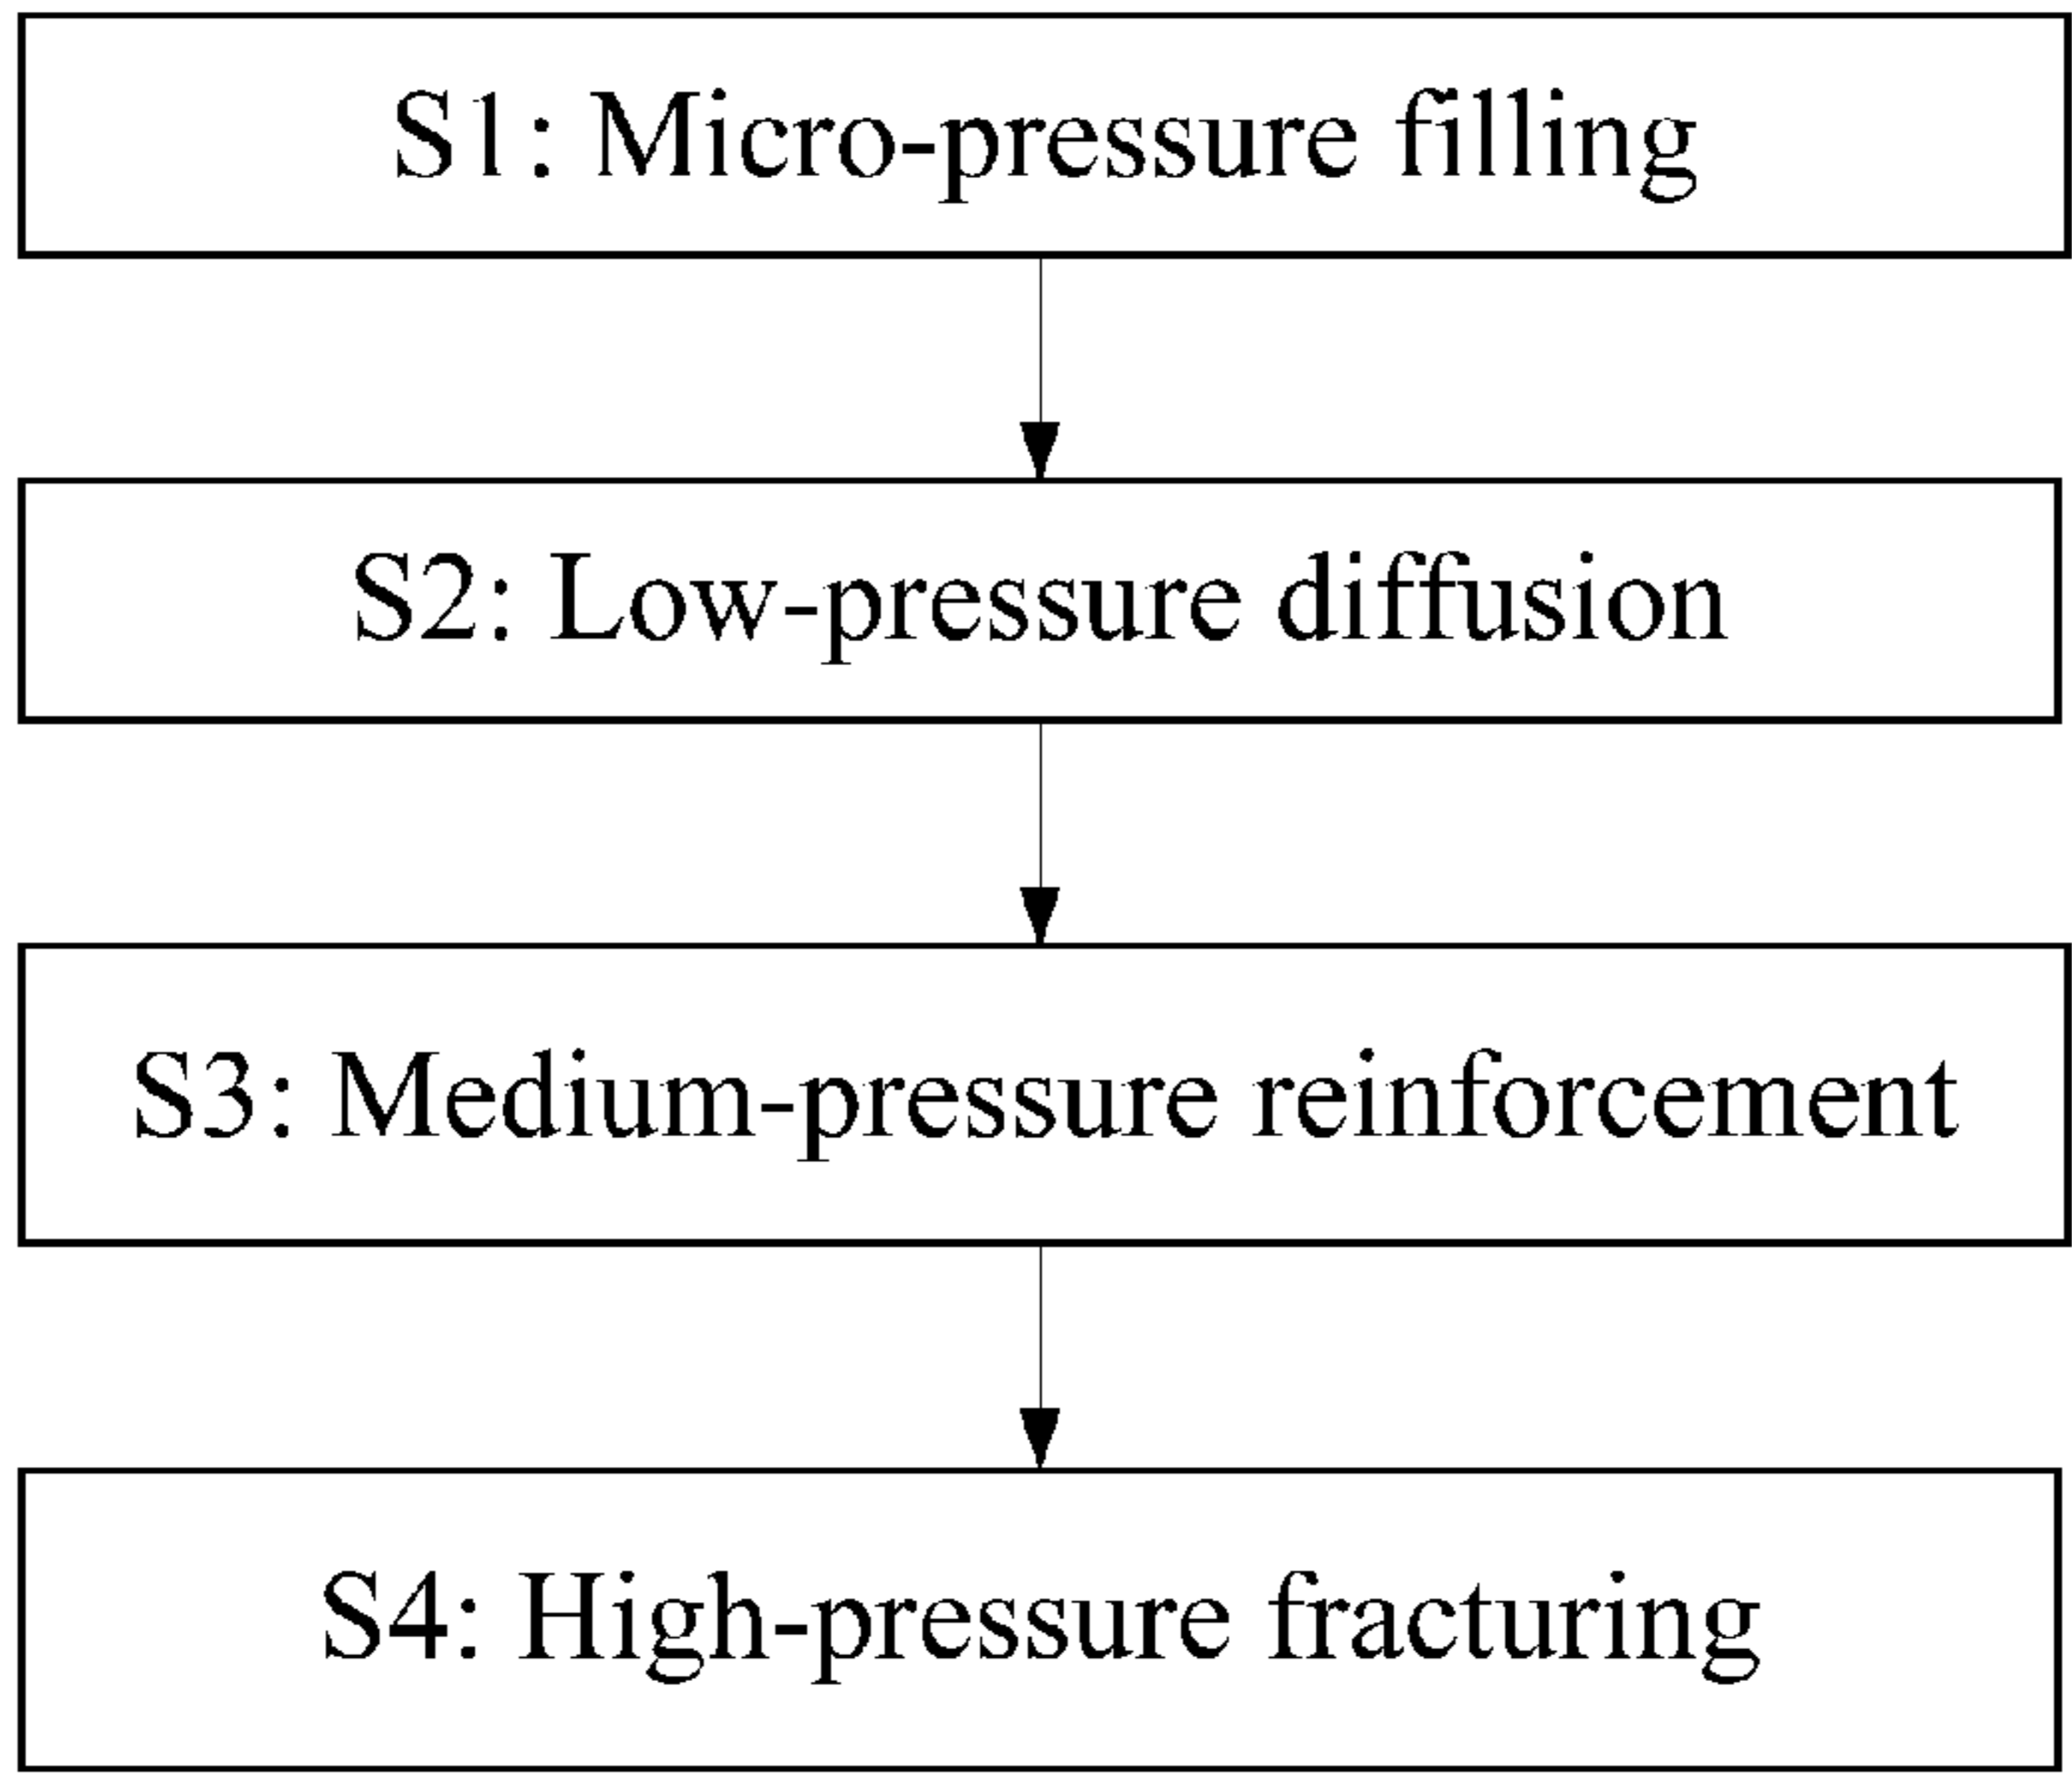 S1: Micro-pressure filling
S2: Low-pressure diffusion
S3: Medium-pressure reinforcement
S4: High-pressure fracturing